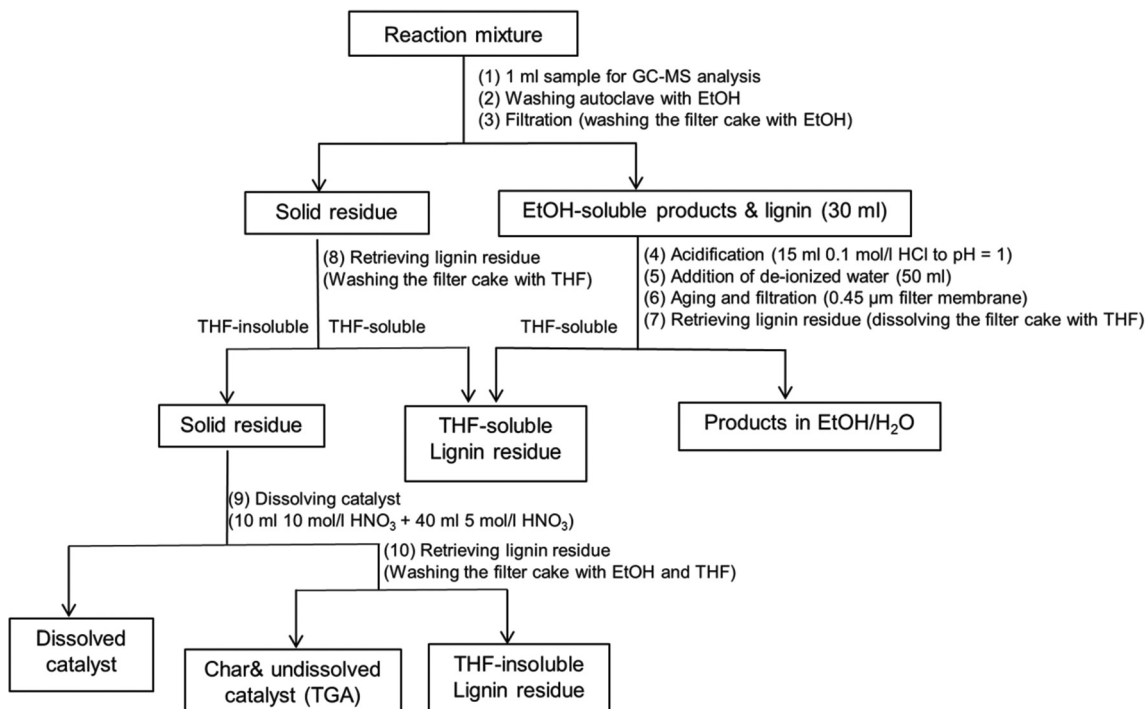 Reaction mixture
(1) 1 ml sample for GC-MS analysis
(2) Washing autoclave with EtOH
(3) Filtration (washing the filter cake with EtOH)
Solid residue
EtOH-soluble products & lignin (30 ml)
(8) Retrieving lignin residue
(Washing the filter cake with THF)
(4) Acidification (15 ml 0.1 mol/l HCl to pH = 1)
(5) Addition of de-ionized water (50 ml)
(6) Aging and filtration (0.45 µm filter membrane)
(7) Retrieving lignin residue (dissolving the filter cake with THF)
THF-insoluble
THF-soluble
THF-soluble
Solid residue
THF-soluble
Lignin residue
Products in EtOH/H₂O
(9) Dissolving catalyst
(10 ml 10 mol/l HNO₃ + 40 ml 5 mol/l HNO₃)
(10) Retrieving lignin residue
(Washing the filter cake with EtOH and THF)
Dissolved
catalyst
Char& undissolved
catalyst (TGA)
THF-insoluble
Lignin residue